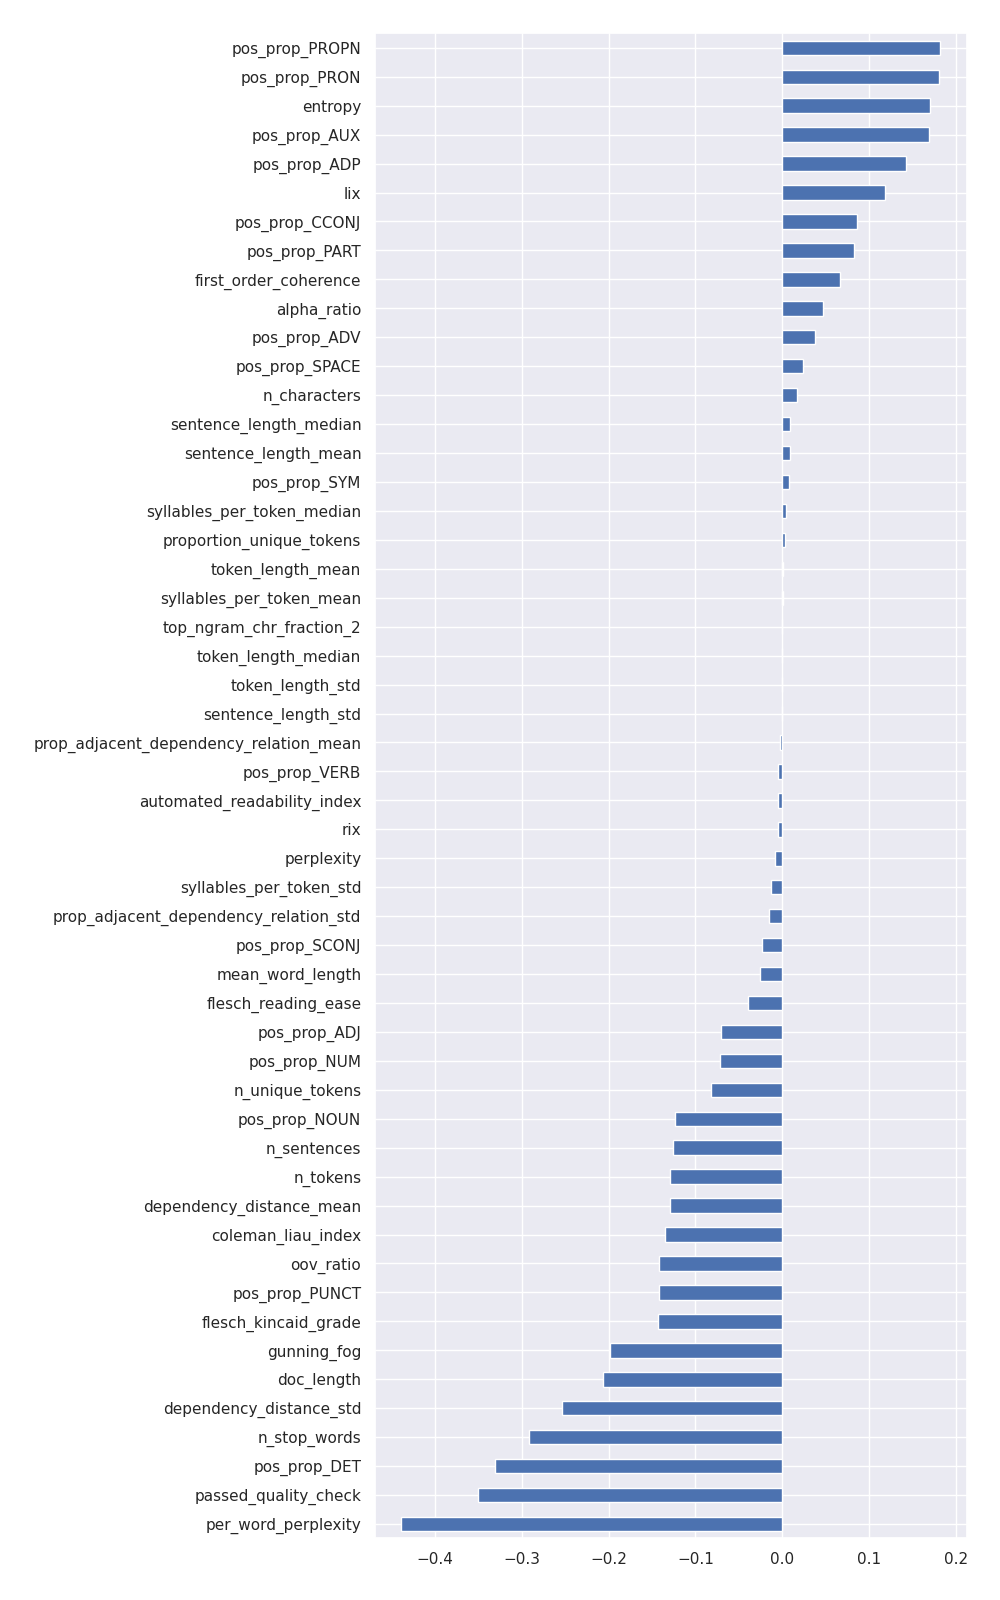 pos_prop_PROPN
pos_prop_PRON
entropy
pos_prop_AUX
pos_prop_ADP
lix
pos_prop_CCONJ
pos_prop_PART
first_order_coherence
alpha_ratio
pos_prop_ADV
pos_prop_SPACE
n_characters
sentence_length_median
sentence_length_mean
pos_prop_SYM
syllables_per_token_median
proportion_unique_tokens
token_length_mean
syllables_per_token_mean
top_ngram_chr_fraction_2
token_length_median
token_length_std
sentence_length_std
prop_adjacent_dependency_relation_mean
pos_prop_VERB
automated_readability_index
rix
perplexity
syllables_per_token_std
prop_adjacent_dependency_relation_std
pos_prop_SCONJ
mean_word_length
flesch_reading_ease
pos_prop_ADJ
pos_prop_NUM
n_unique_tokens
pos_prop_NOUN
n_sentences
n_tokens
dependency_distance_mean
coleman_liau_index
oov_ratio
pos_prop_PUNCT
flesch_kincaid_grade
gunning_fog
doc_length
dependency_distance_std
n_stop_words
pos_prop_DET
passed_quality_check
per_word_perplexity
−0.4 −0.3 −0.2 −0.1 0.0 0.1 0.2